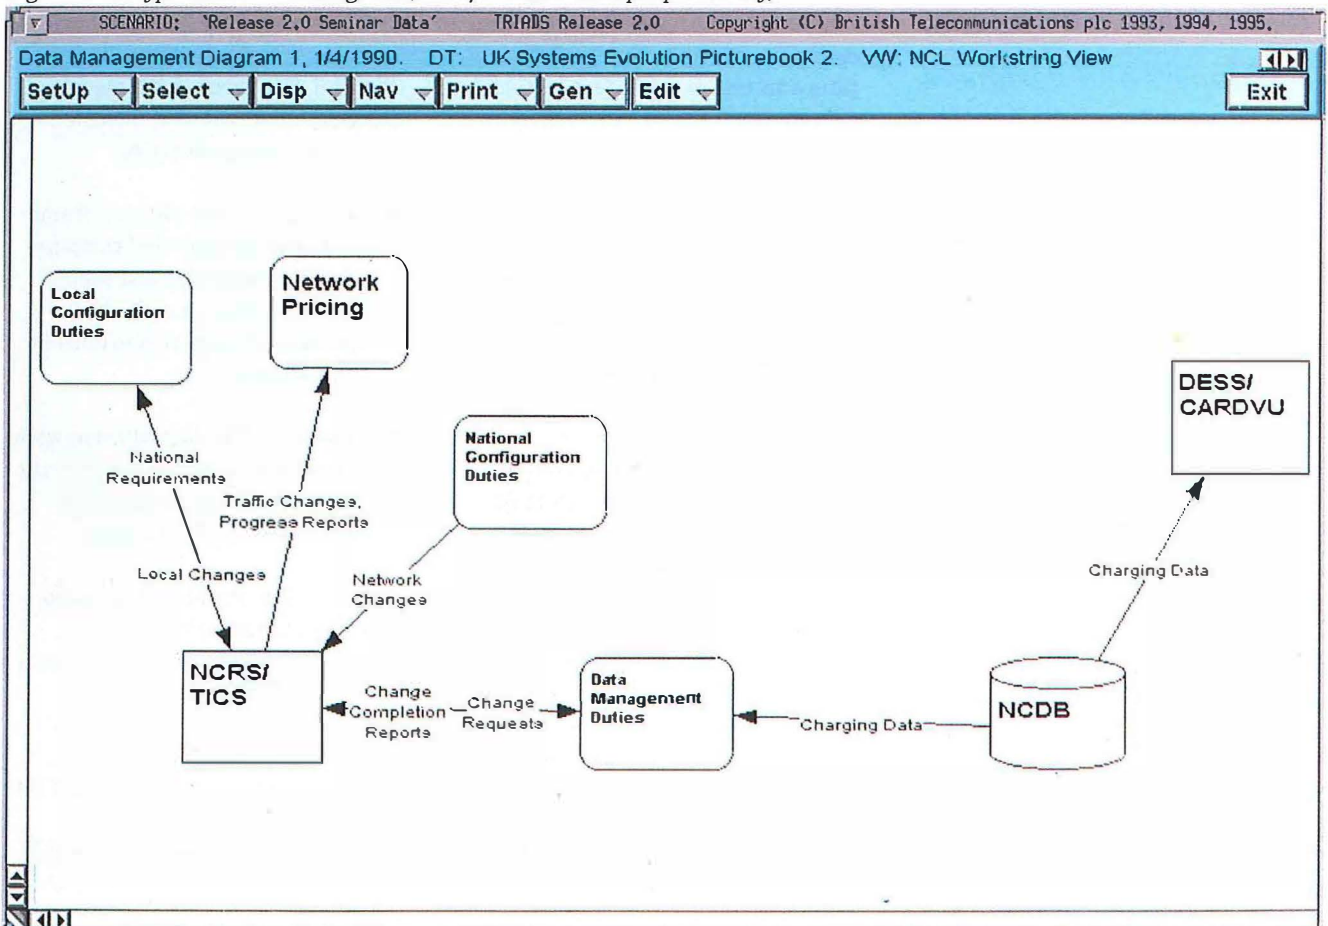 SCENARIO: 'Release 2.0 Seminar Data' TRIADS Release 2.0 Copyright (C) British Telecommunications plc 1993, 1994, 1995.
Data Management Diagram 1, 1/4/1990. DT: UK Systems Evolution Picturebook 2. VW: NCL Workstring View
SetUp Select Disp Nav Print Gen Edit Exit
Local
Configuration
Duties
Network
Pricing
DESS/
CARDVU
National
Configuration
Duties
National
Requirements
Traffic Changes,
Progress Reports
Local Changes
Network
Changes
Charging Data
NCRS/
TICS
Change
Completion
Reports
Change
Requests
Data
Management
Duties
Charging Data
NCDB